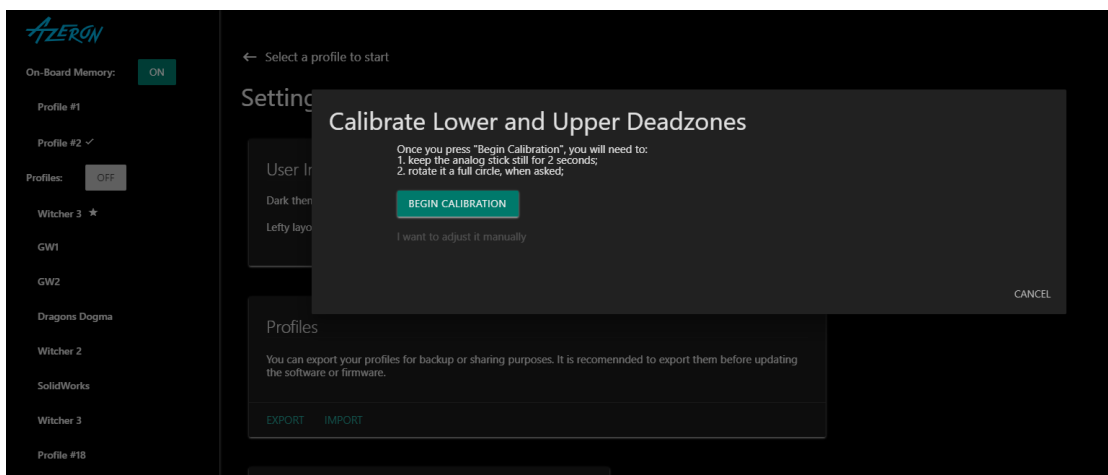 AZERON
On-Board Memory: ON
Profile #1
Profile #2
Profiles: OFF
Witcher 3
GW1
GW2
Dragons Dogma
Witcher 2
SolidWorks
Witcher 3
Profile #18
← Select a profile to start
Setting
Calibrate Lower and Upper Deadzones
Once you press "Begin Calibration", you will need to:
1. keep the analog stick still for 2 seconds;
2. rotate it a full circle, when asked;
BEGIN CALIBRATION
I want to adjust it manually
CANCEL
User In
Dark then
Lefty layo
Profiles
You can export your profiles for backup or sharing purposes. It is recomennded to export them before updating
the software or firmware.
EXPORT IMPORT